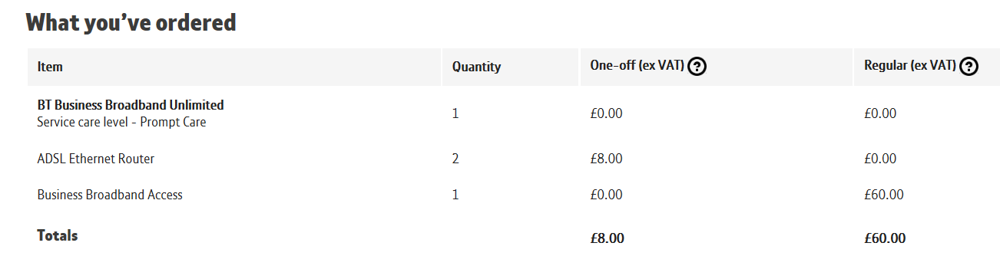 What you’ve ordered
Item Quantity One-off (ex VAT) ? Regular (ex VAT) ?
BT Business Broadband Unlimited
Service care level - Prompt Care 1 £0.00 £0.00
ADSL Ethernet Router 2 £8.00 £0.00
Business Broadband Access 1 £0.00 £60.00
Totals £8.00 £60.00